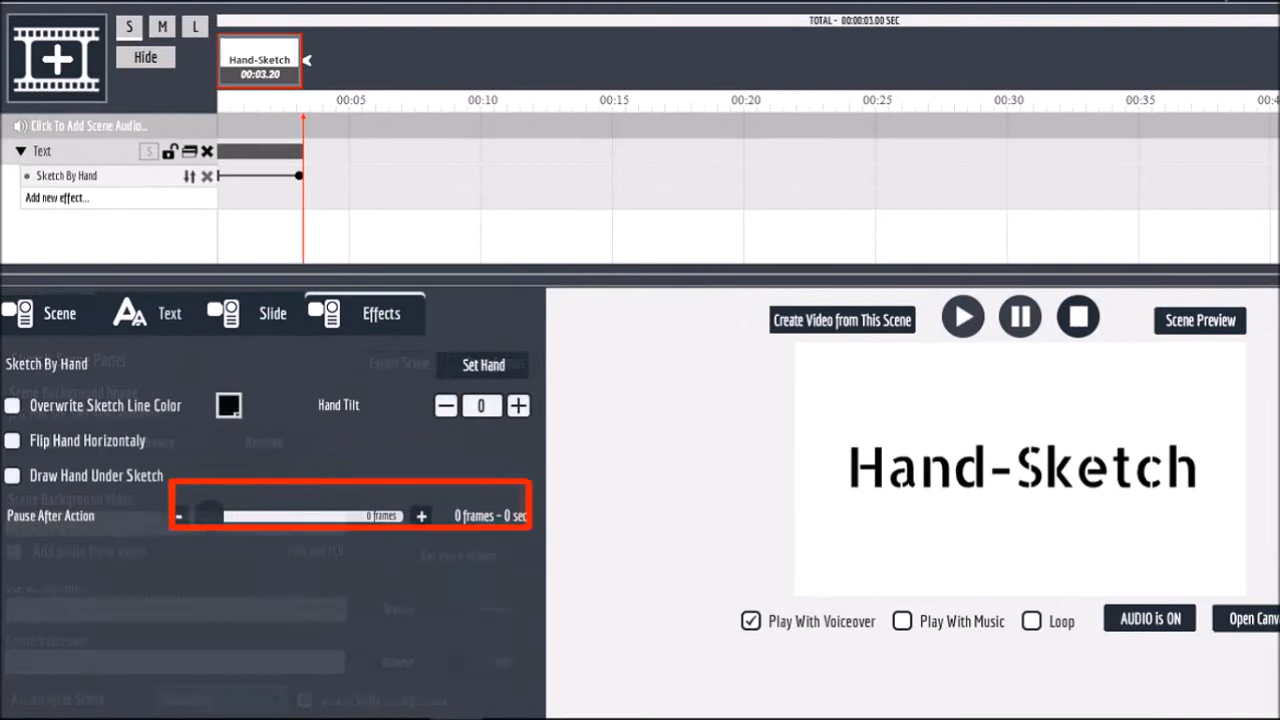 TOTAL - 00:00:03.00 SEC
S M L
Hide
Hand-Sketch
00:03.20
00:05 00:10 00:15 00:20 00:25 00:30 00:35 00:4
Click To Add Scene Audio...
Text S
Sketch By Hand
Add new effect...
Scene Text Slide Effects
Create Video from This Scene
Scene Preview
Sketch By Hand Set Hand
Overwrite Sketch Line Color Hand Tilt 0
Flip Hand Horizontaly
Draw Hand Under Sketch
Pause After Action - 0 frames + 0 frames - 0 sec
Hand-Sketch
Play With Voiceover Play With Music Loop AUDIO is ON Open Canv